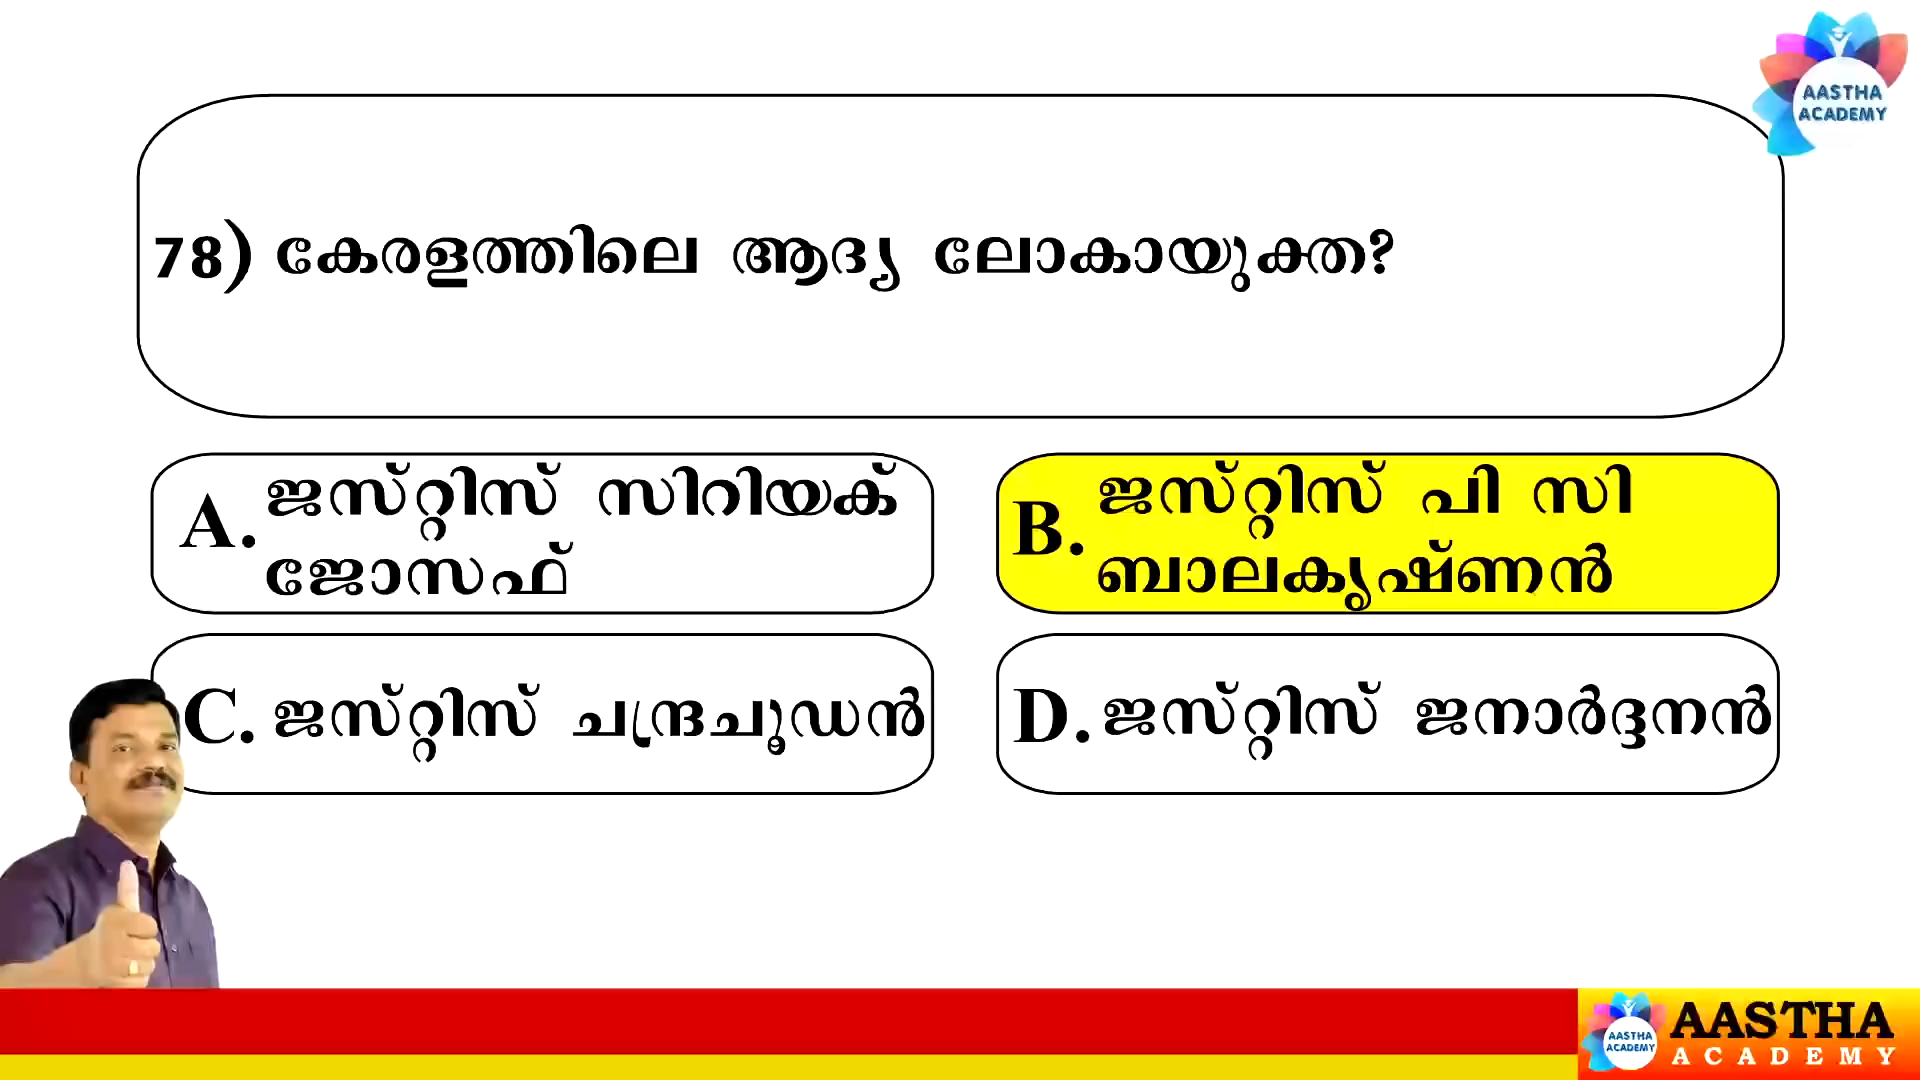 AASTHA
ACADEMY
78) കേരളത്തിലെ ആദ്യ ലോകായുക്ത?
A. ജസ്റ്റിസ് സിറിയക്
ജോസഫ്
B. ജസ്റ്റിസ് പി സി
ബാലകൃഷ്ണൻ
C. ജസ്റ്റിസ് ചന്ദ്രചൂഡൻ
D. ജസ്റ്റിസ് ജനാർദ്ദനൻ
AASTHA
ACADEMY
AASTHA
ACADEMY